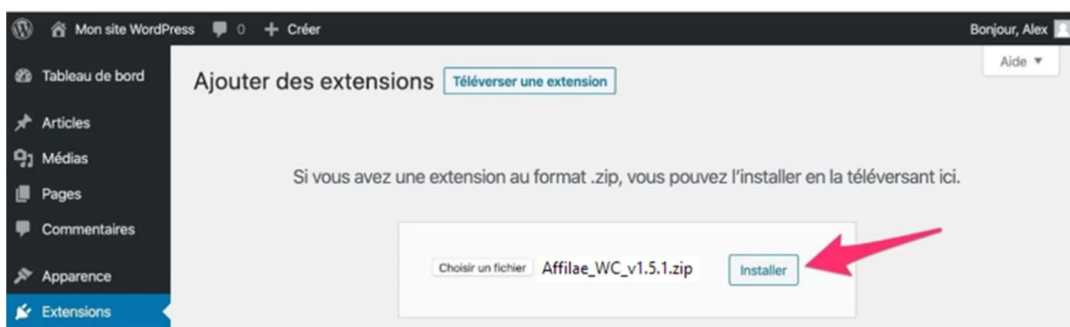 Mon site WordPress 0 + Créer Bonjour, Alex
Aide
Tableau de bord
Ajouter des extensions Téléverser une extension
Articles
Médias
Si vous avez une extension au format .zip, vous pouvez l'installer en la téléversant ici.
Pages
Commentaires
Choisir un fichier Affilae_WC_v1.5.1.zip Installer
Apparence
Extensions